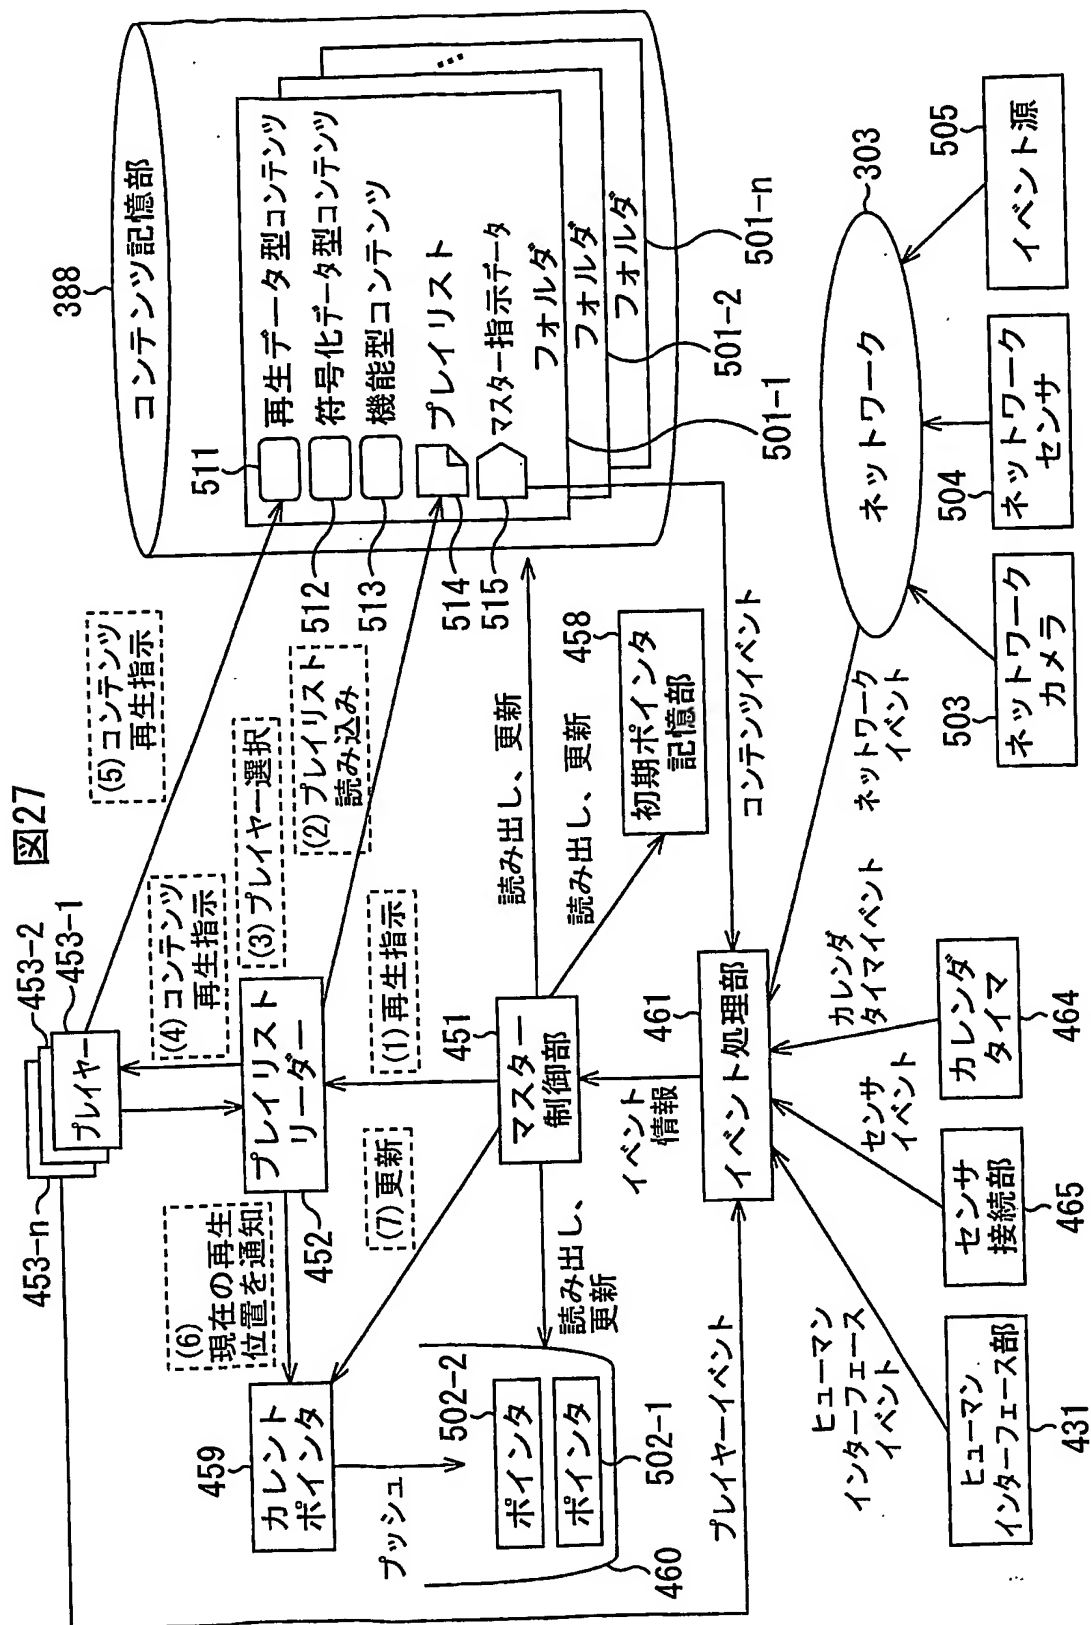 図27
453-n
453-2
453-1
プレイヤー
(4)コンテンツ
再生指示
(5)コンテンツ
再生指示
388
コンテンツ記憶部
(6)
現在の再生
位置を通知
452
プレイリスト
リーダー
(3)プレイヤー選択
(2)プレイリスト
読み込み
511
再生データ型コンテンツ
512
符号化データ型コンテンツ
513
機能型コンテンツ
514
プレイリスト
515
マスター指示データ
フォルダ
フォルダ
フォルダ
501-1
501-2
501-n
459
カレント
ポインタ
(7)更新
(1)再生指示
プッシュ
502-2
ポインタ
ポインタ
502-1
460
読み出し、
更新
451
マスター
制御部
読み出し、更新
読み出し、更新
458
初期ポインタ
記憶部
イベント
情報
プレイヤーイベント
461
イベント処理部
コンテンツイベント
ヒューマン
インターフェース
イベント
センサ
イベント
カレンダ
タイマイベント
ネットワーク
イベント
ネットワーク
303
ヒューマン
インターフェース部
431
センサ
接続部
465
カレンダ
タイマ
464
503
ネットワーク
カメラ
504
ネットワーク
センサ
505
イベント源